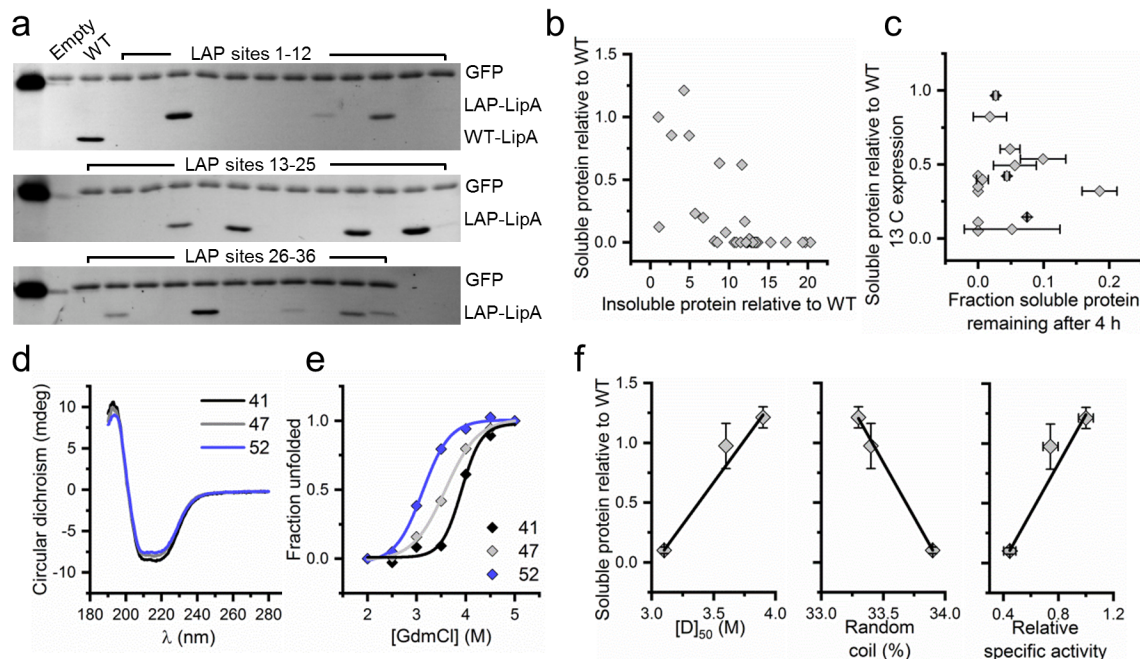 a
Empty
WT
LAP sites 1-12
GFP
LAP-LipA
WT-LipA
LAP sites 13-25
GFP
LAP-LipA
LAP sites 26-36
GFP
LAP-LipA
b
Soluble protein relative to WT
1.5
1.0
0.5
0.0
0 5 10 15 20
Insoluble protein relative to WT
c
Soluble protein relative to WT
13 C expression
1.0
0.5
0.0
0.0 0.1 0.2
Fraction soluble protein
remaining after 4 h
d
Circular dichroism (mdeg)
10
5
0
-5
-10
41
47
52
180 200 220 240 260 280
λ (nm)
e
Fraction unfolded
1.0
0.5
0.0
41
47
52
2 3 4 5
[GdmCl] (M)
f
Soluble protein relative to WT
1.5
1.0
0.5
0.0
3.0 3.5 4.0
[D]50 (M)
33.0 33.5 34.0
Random
coil (%)
0.4 0.8 1.2
Relative
specific activity